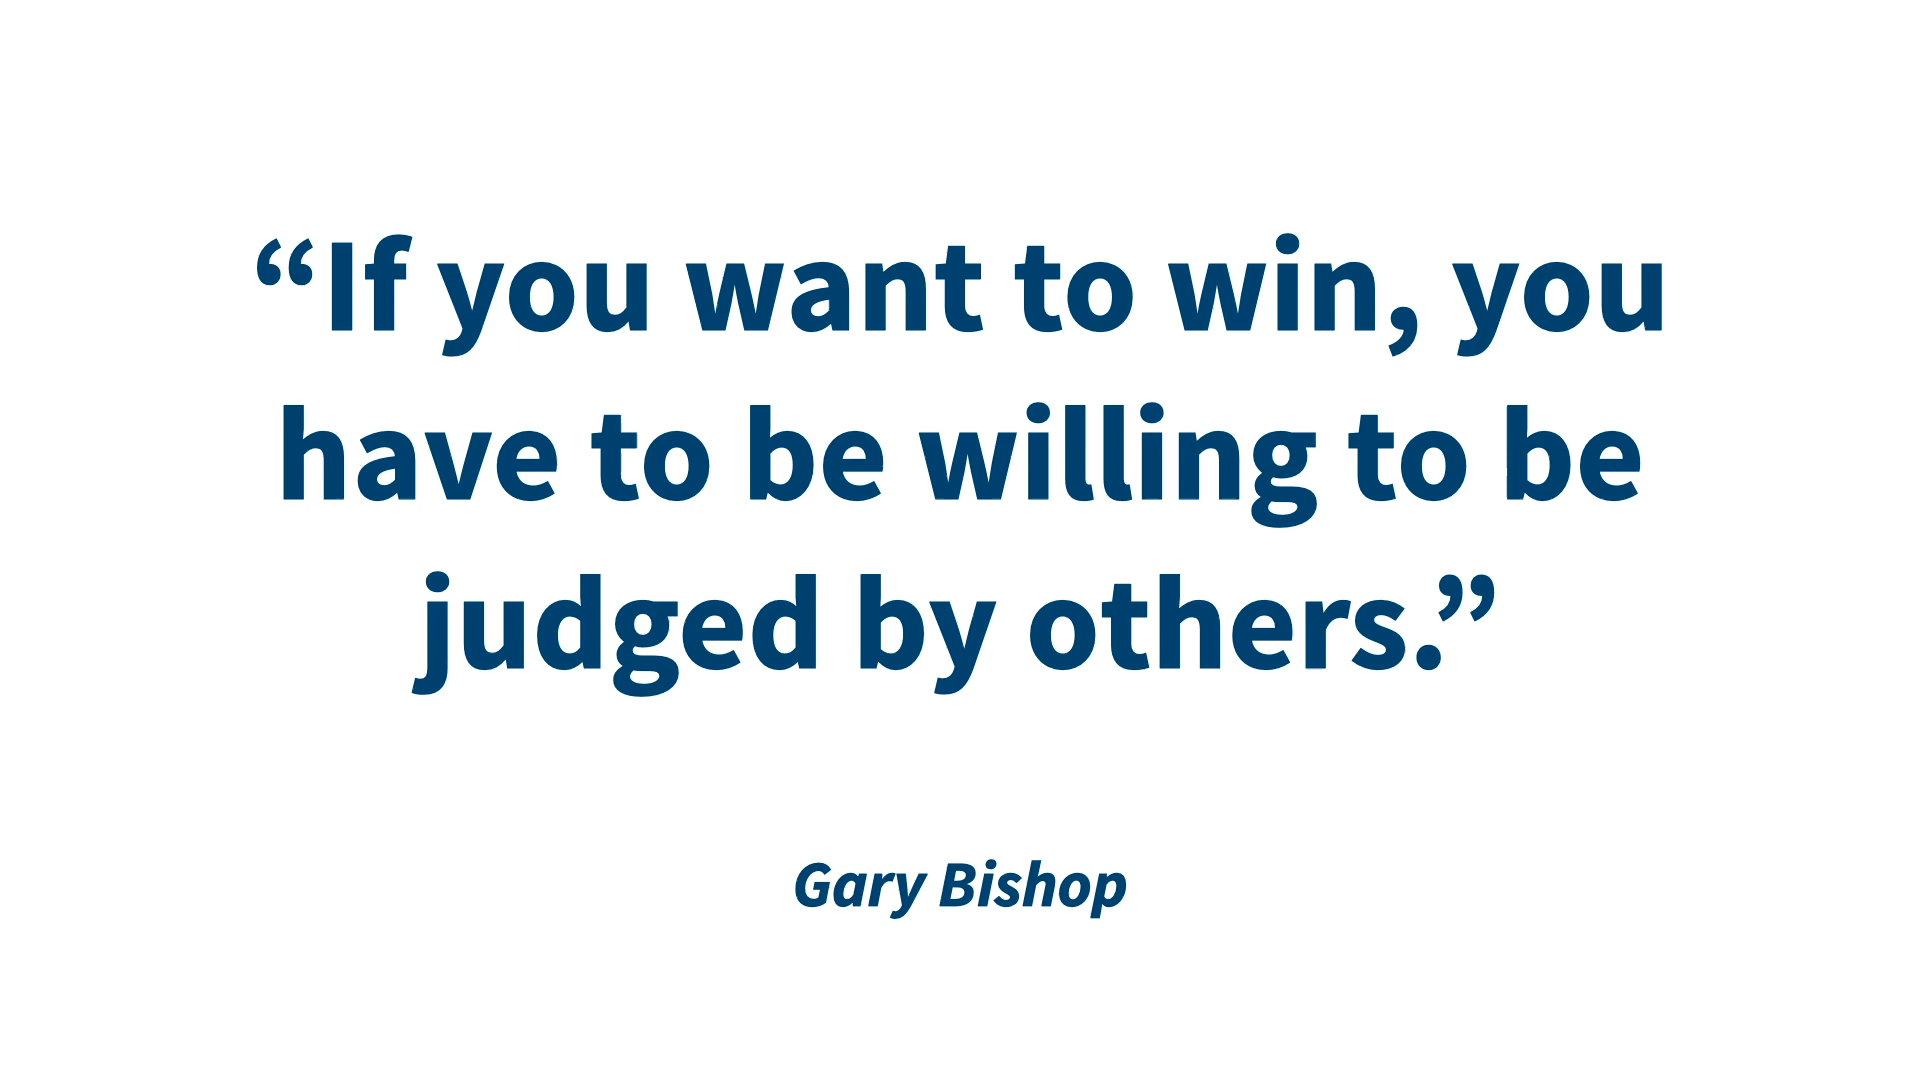 “If you want to win, you
have to be willing to be
judged by others.”
Gary Bishop